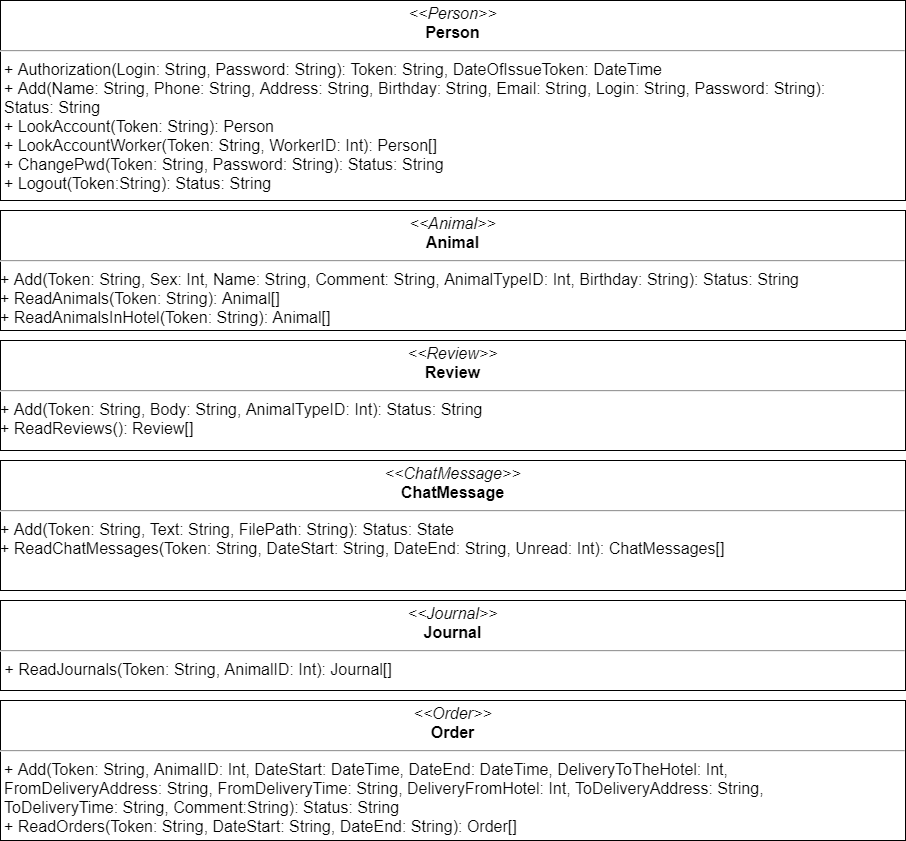 <<Person>>
Person
+ Authorization(Login: String, Password: String): Token: String, DateOfIssueToken: DateTime
+ Add(Name: String, Phone: String, Address: String, Birthday: String, Email: String, Login: String, Password: String):
Status: String
+ LookAccount(Token: String): Person
+ LookAccountWorker(Token: String, WorkerID: Int): Person[]
+ ChangePwd(Token: String, Password: String): Status: String
+ Logout(Token:String): Status: String
<<Animal>>
Animal
+ Add(Token: String, Sex: Int, Name: String, Comment: String, AnimalTypeID: Int, Birthday: String): Status: String
+ ReadAnimals(Token: String): Animal[]
+ ReadAnimalsInHotel(Token: String): Animal[]
<<Review>>
Review
+ Add(Token: String, Body: String, AnimalTypeID: Int): Status: String
+ ReadReviews(): Review[]
<<ChatMessage>>
ChatMessage
+ Add(Token: String, Text: String, FilePath: String): Status: State
+ ReadChatMessages(Token: String, DateStart: String, DateEnd: String, Unread: Int): ChatMessages[]
<<Journal>>
Journal
+ ReadJournals(Token: String, AnimalID: Int): Journal[]
<<Order>>
Order
+ Add(Token: String, AnimalID: Int, DateStart: DateTime, DateEnd: DateTime, DeliveryToTheHotel: Int,
FromDeliveryAddress: String, FromDeliveryTime: String, DeliveryFromHotel: Int, ToDeliveryAddress: String,
ToDeliveryTime: String, Comment:String): Status: String
+ ReadOrders(Token: String, DateStart: String, DateEnd: String): Order[]